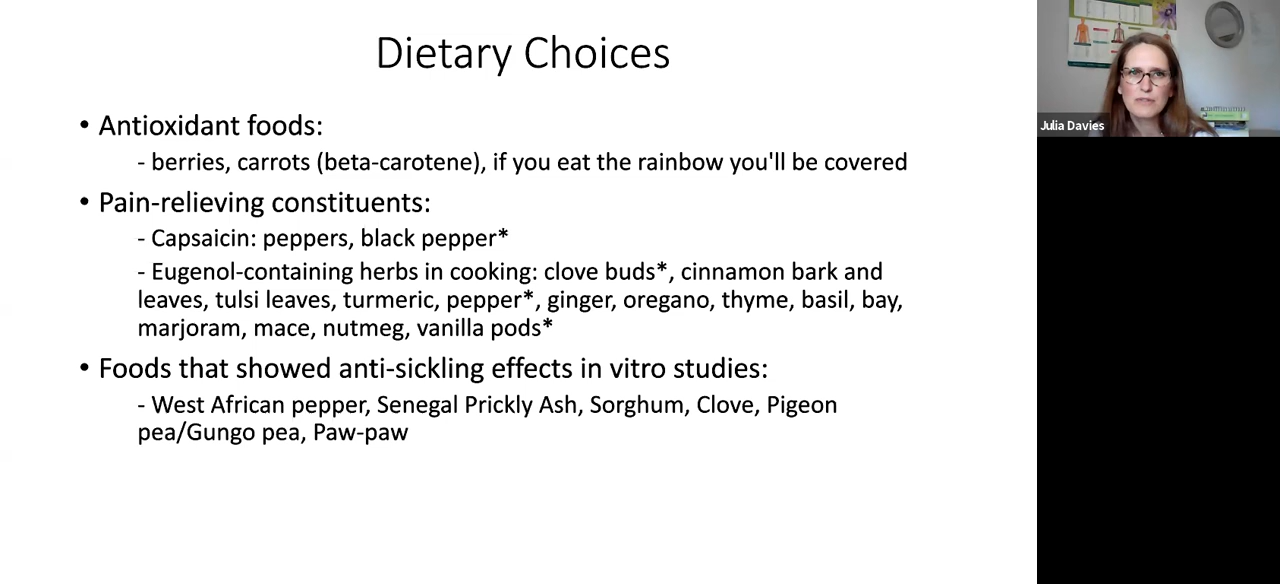 Dietary Choices
• Antioxidant foods:
- berries, carrots (beta-carotene), if you eat the rainbow you'll be covered
• Pain-relieving constituents:
- Capsaicin: peppers, black pepper*
- Eugenol-containing herbs in cooking: clove buds*, cinnamon bark and
leaves, tulsi leaves, turmeric, pepper*, ginger, oregano, thyme, basil, bay,
marjoram, mace, nutmeg, vanilla pods*
• Foods that showed anti-sickling effects in vitro studies:
- West African pepper, Senegal Prickly Ash, Sorghum, Clove, Pigeon
pea/Gungo pea, Paw-paw
Julia Davies